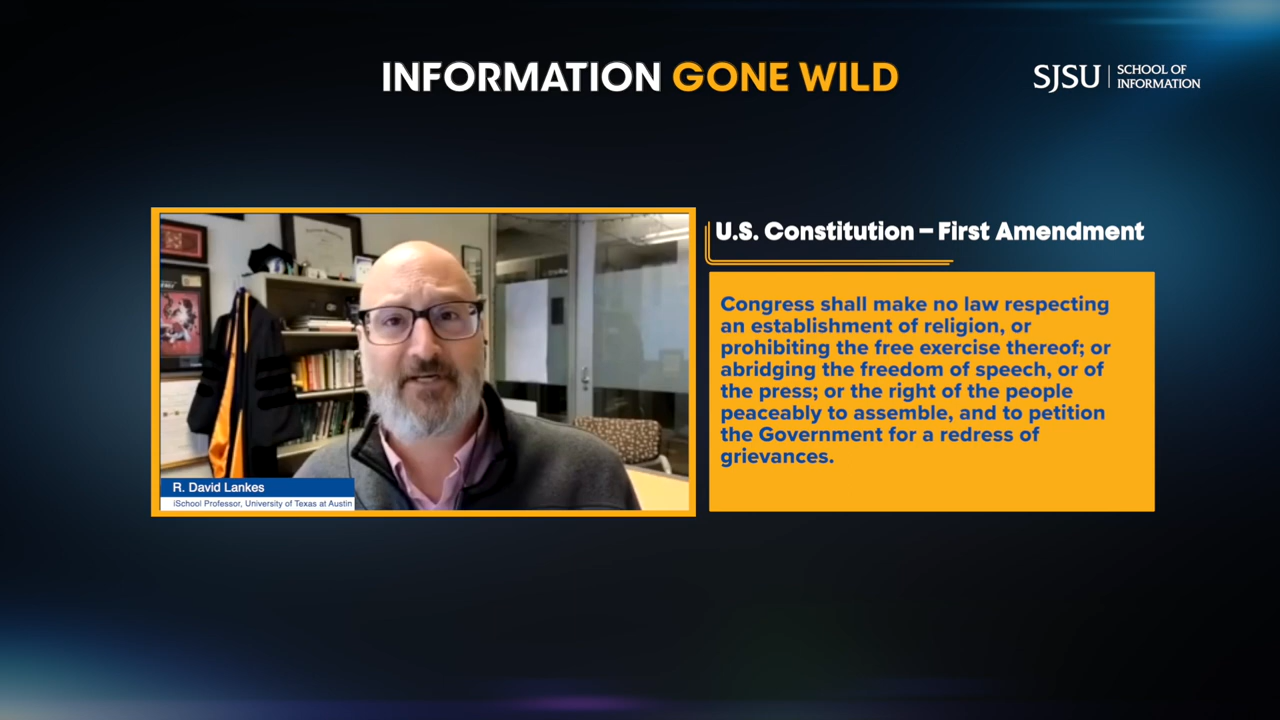 INFORMATION GONE WILD
SJSU
SCHOOL OF
INFORMATION
U.S. Constitution – First Amendment
Congress shall make no law respecting
an establishment of religion, or
prohibiting the free exercise thereof; or
abridging the freedom of speech, or of
the press; or the right of the people
peaceably to assemble, and to petition
the Government for a redress of
grievances.
R. David Lankes
iSchool Professor, University of Texas at Austin